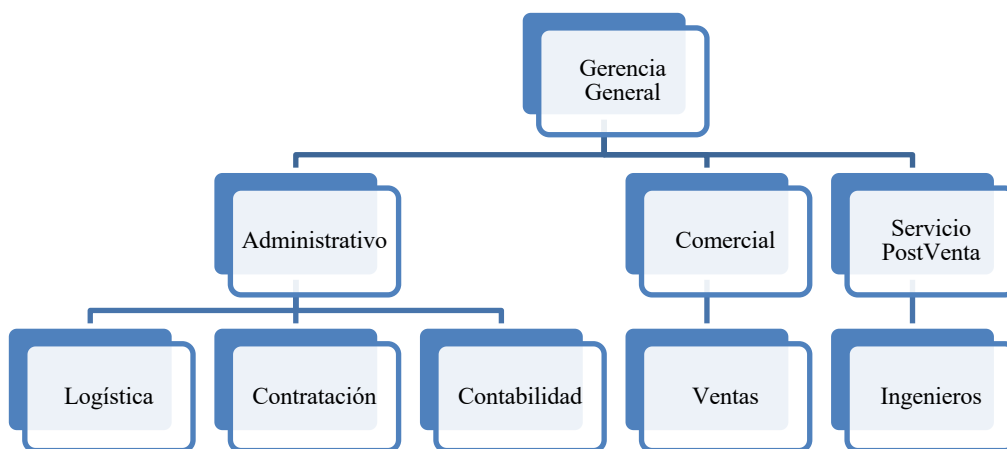 Gerencia
General
Administrativo
Comercial
Servicio
PostVenta
Logística
Contratación
Contabilidad
Ventas
Ingenieros